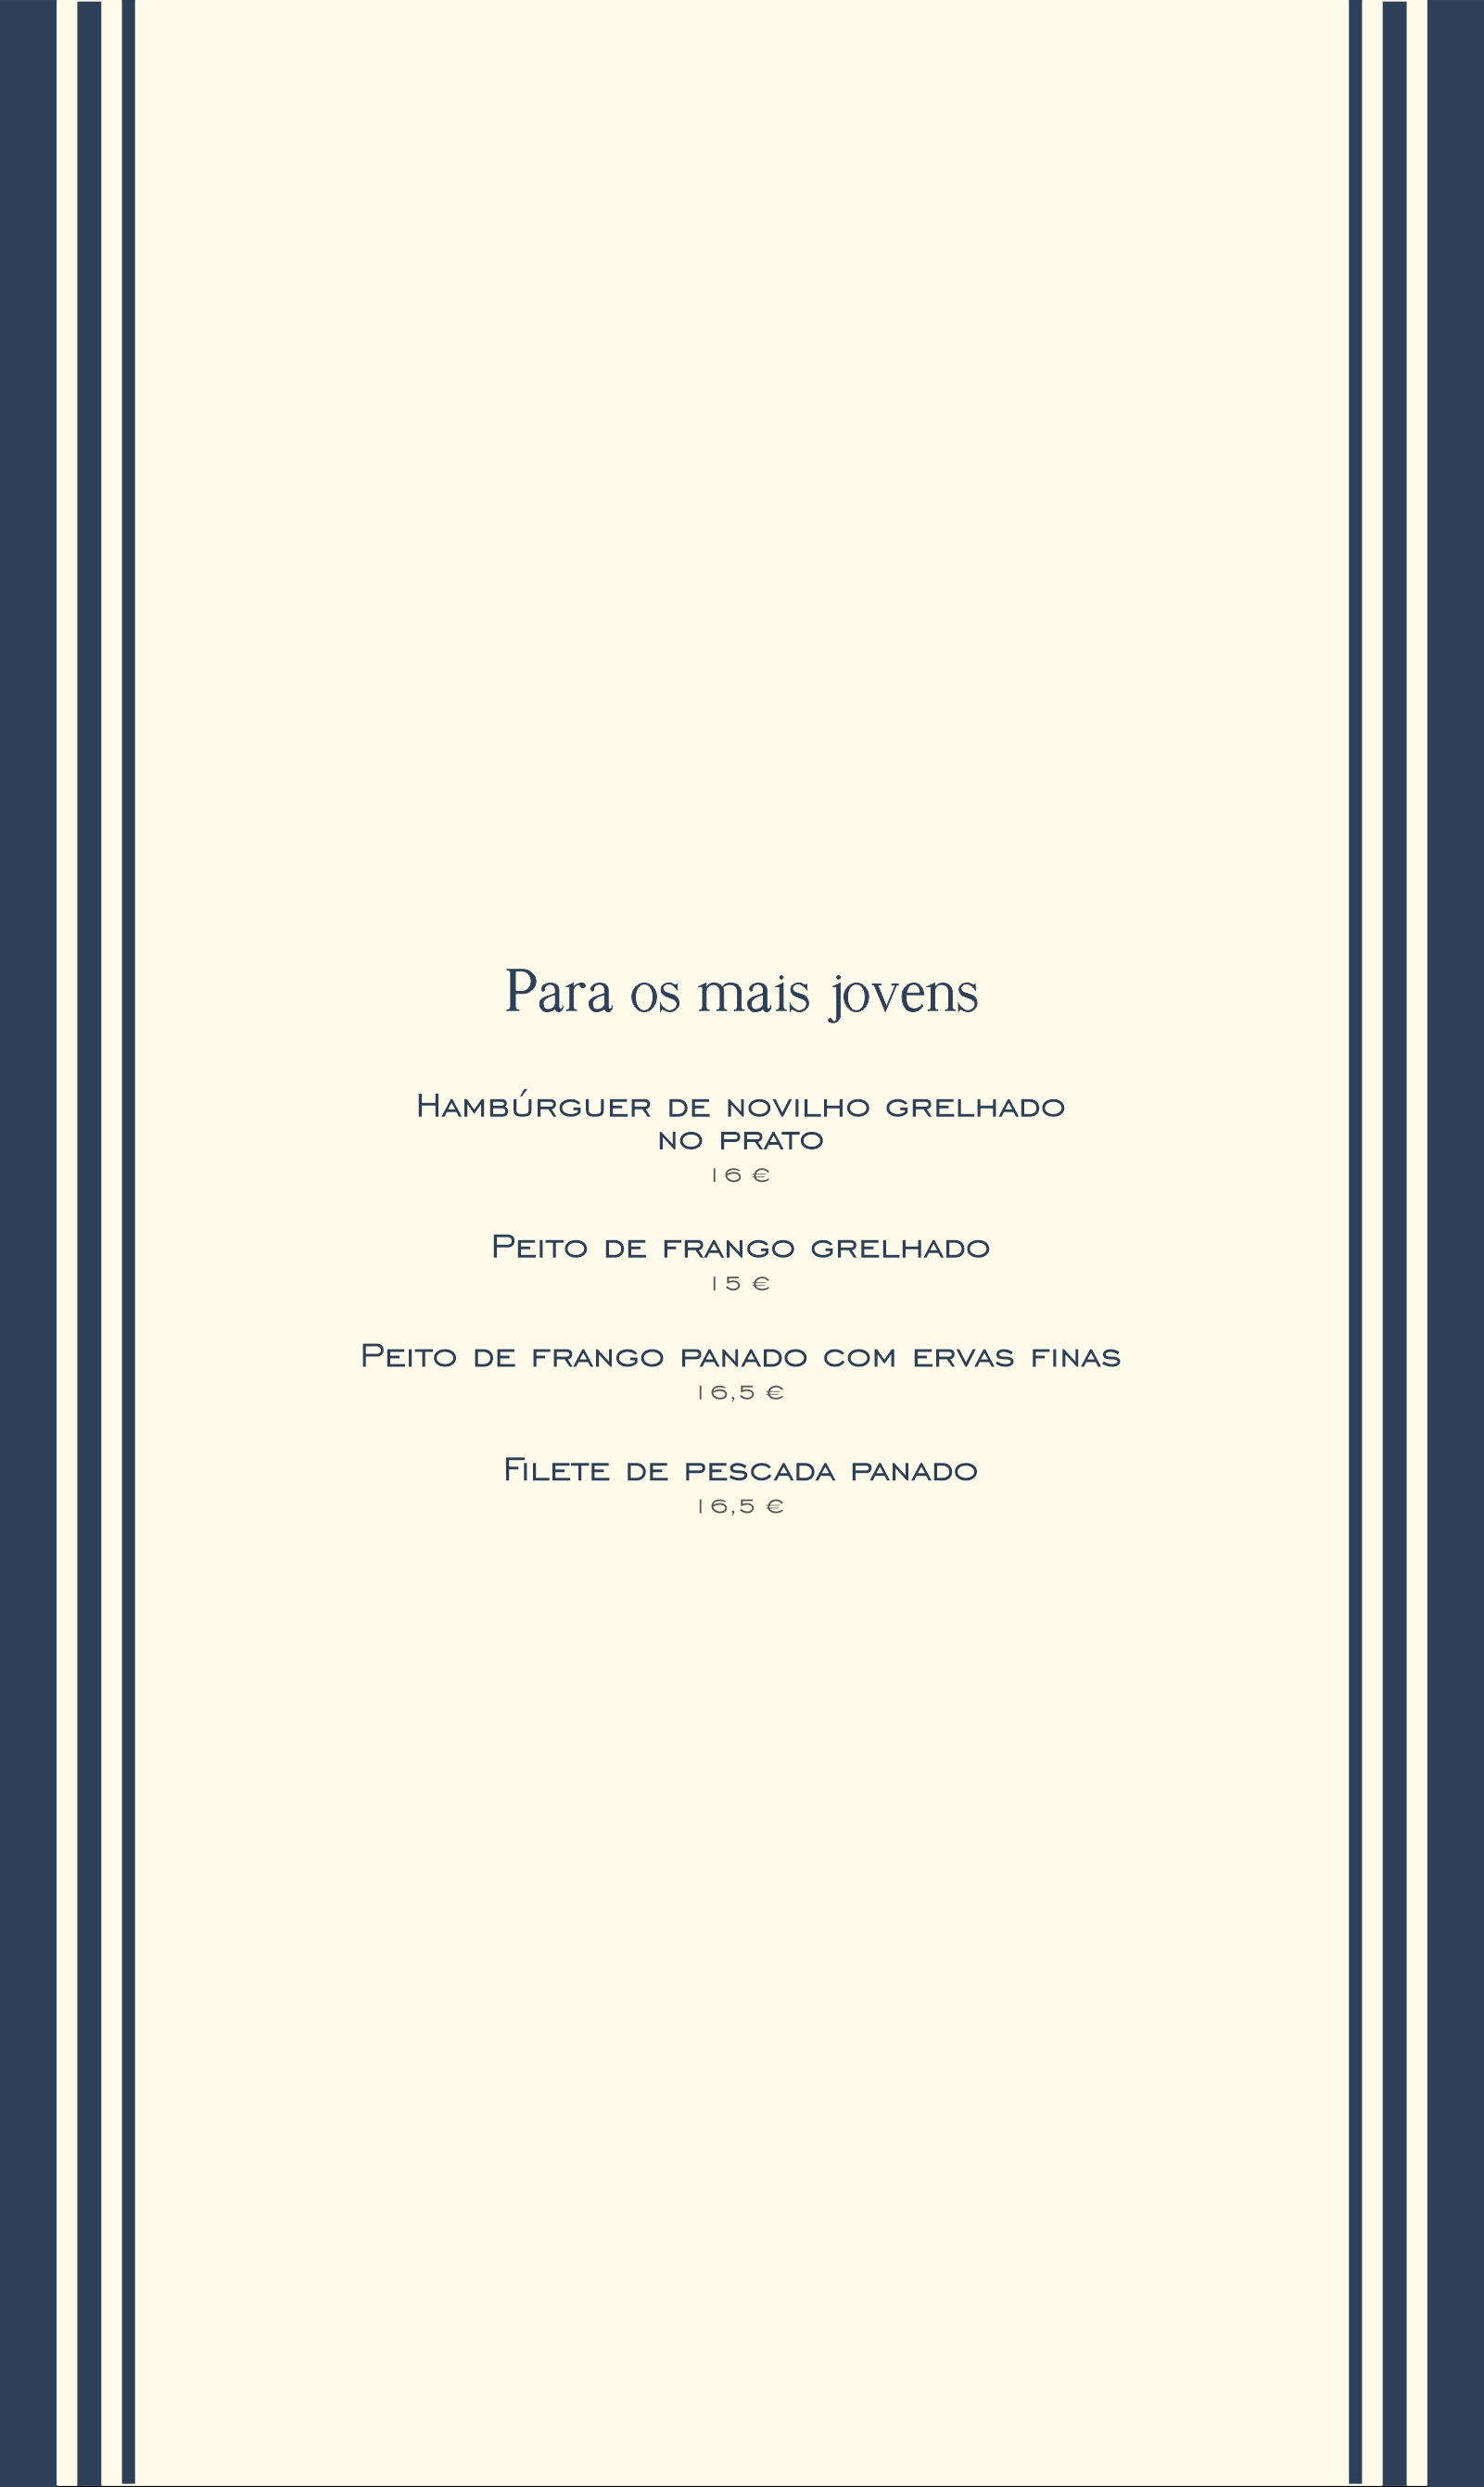 Para os mais jovens
Hambúrguer de novilho grelhado
no prato
16 €
Peito de frango grelhado
15 €
Peito de frango panado com ervas finas
16,5 €
Filete de pescada panado
16,5 €